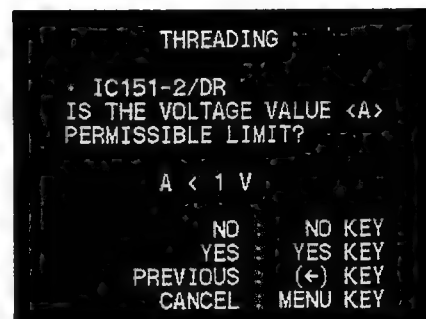 THREADING
· IC151-2/DR
IS THE VOLTAGE VALUE <A>
PERMISSIBLE LIMIT?
A < 1 V
NO : NO KEY
YES : YES KEY
PREVIOUS : (←) KEY
CANCEL : MENU KEY